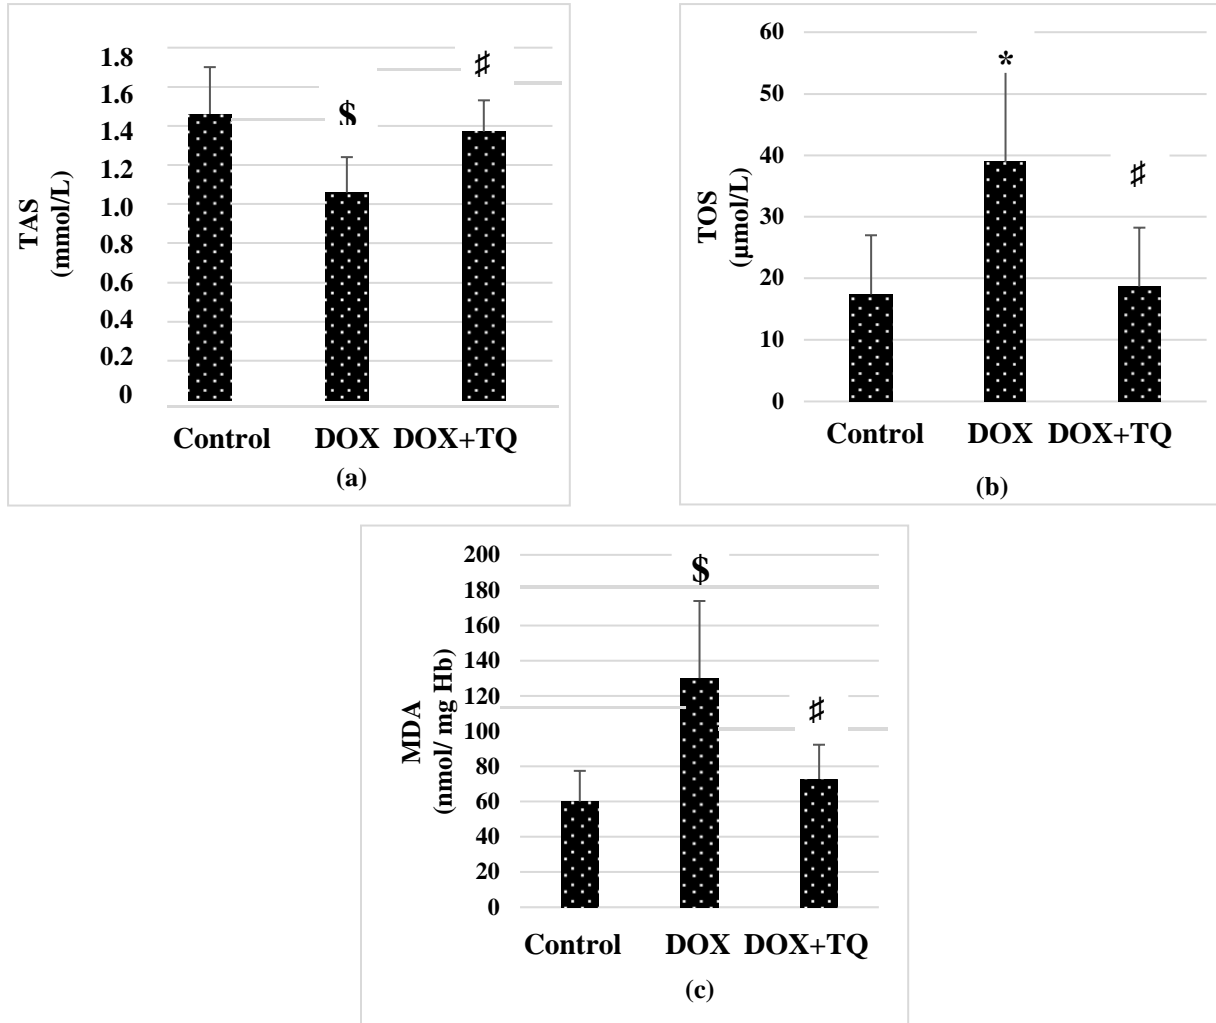 1.8
1.6
1.4
1.2
1.0
0.8
0.6
0.4
0.2
0
TAS
(mmol/L)
$
♯
Control DOX DOX+TQ
(a)
60
50
40
30
20
10
0
TOS
(µmol/L)
*
♯
Control DOX DOX+TQ
(b)
200
180
160
140
120
100
80
60
40
20
0
MDA
(nmol/ mg Hb)
$
♯
Control DOX DOX+TQ
(c)